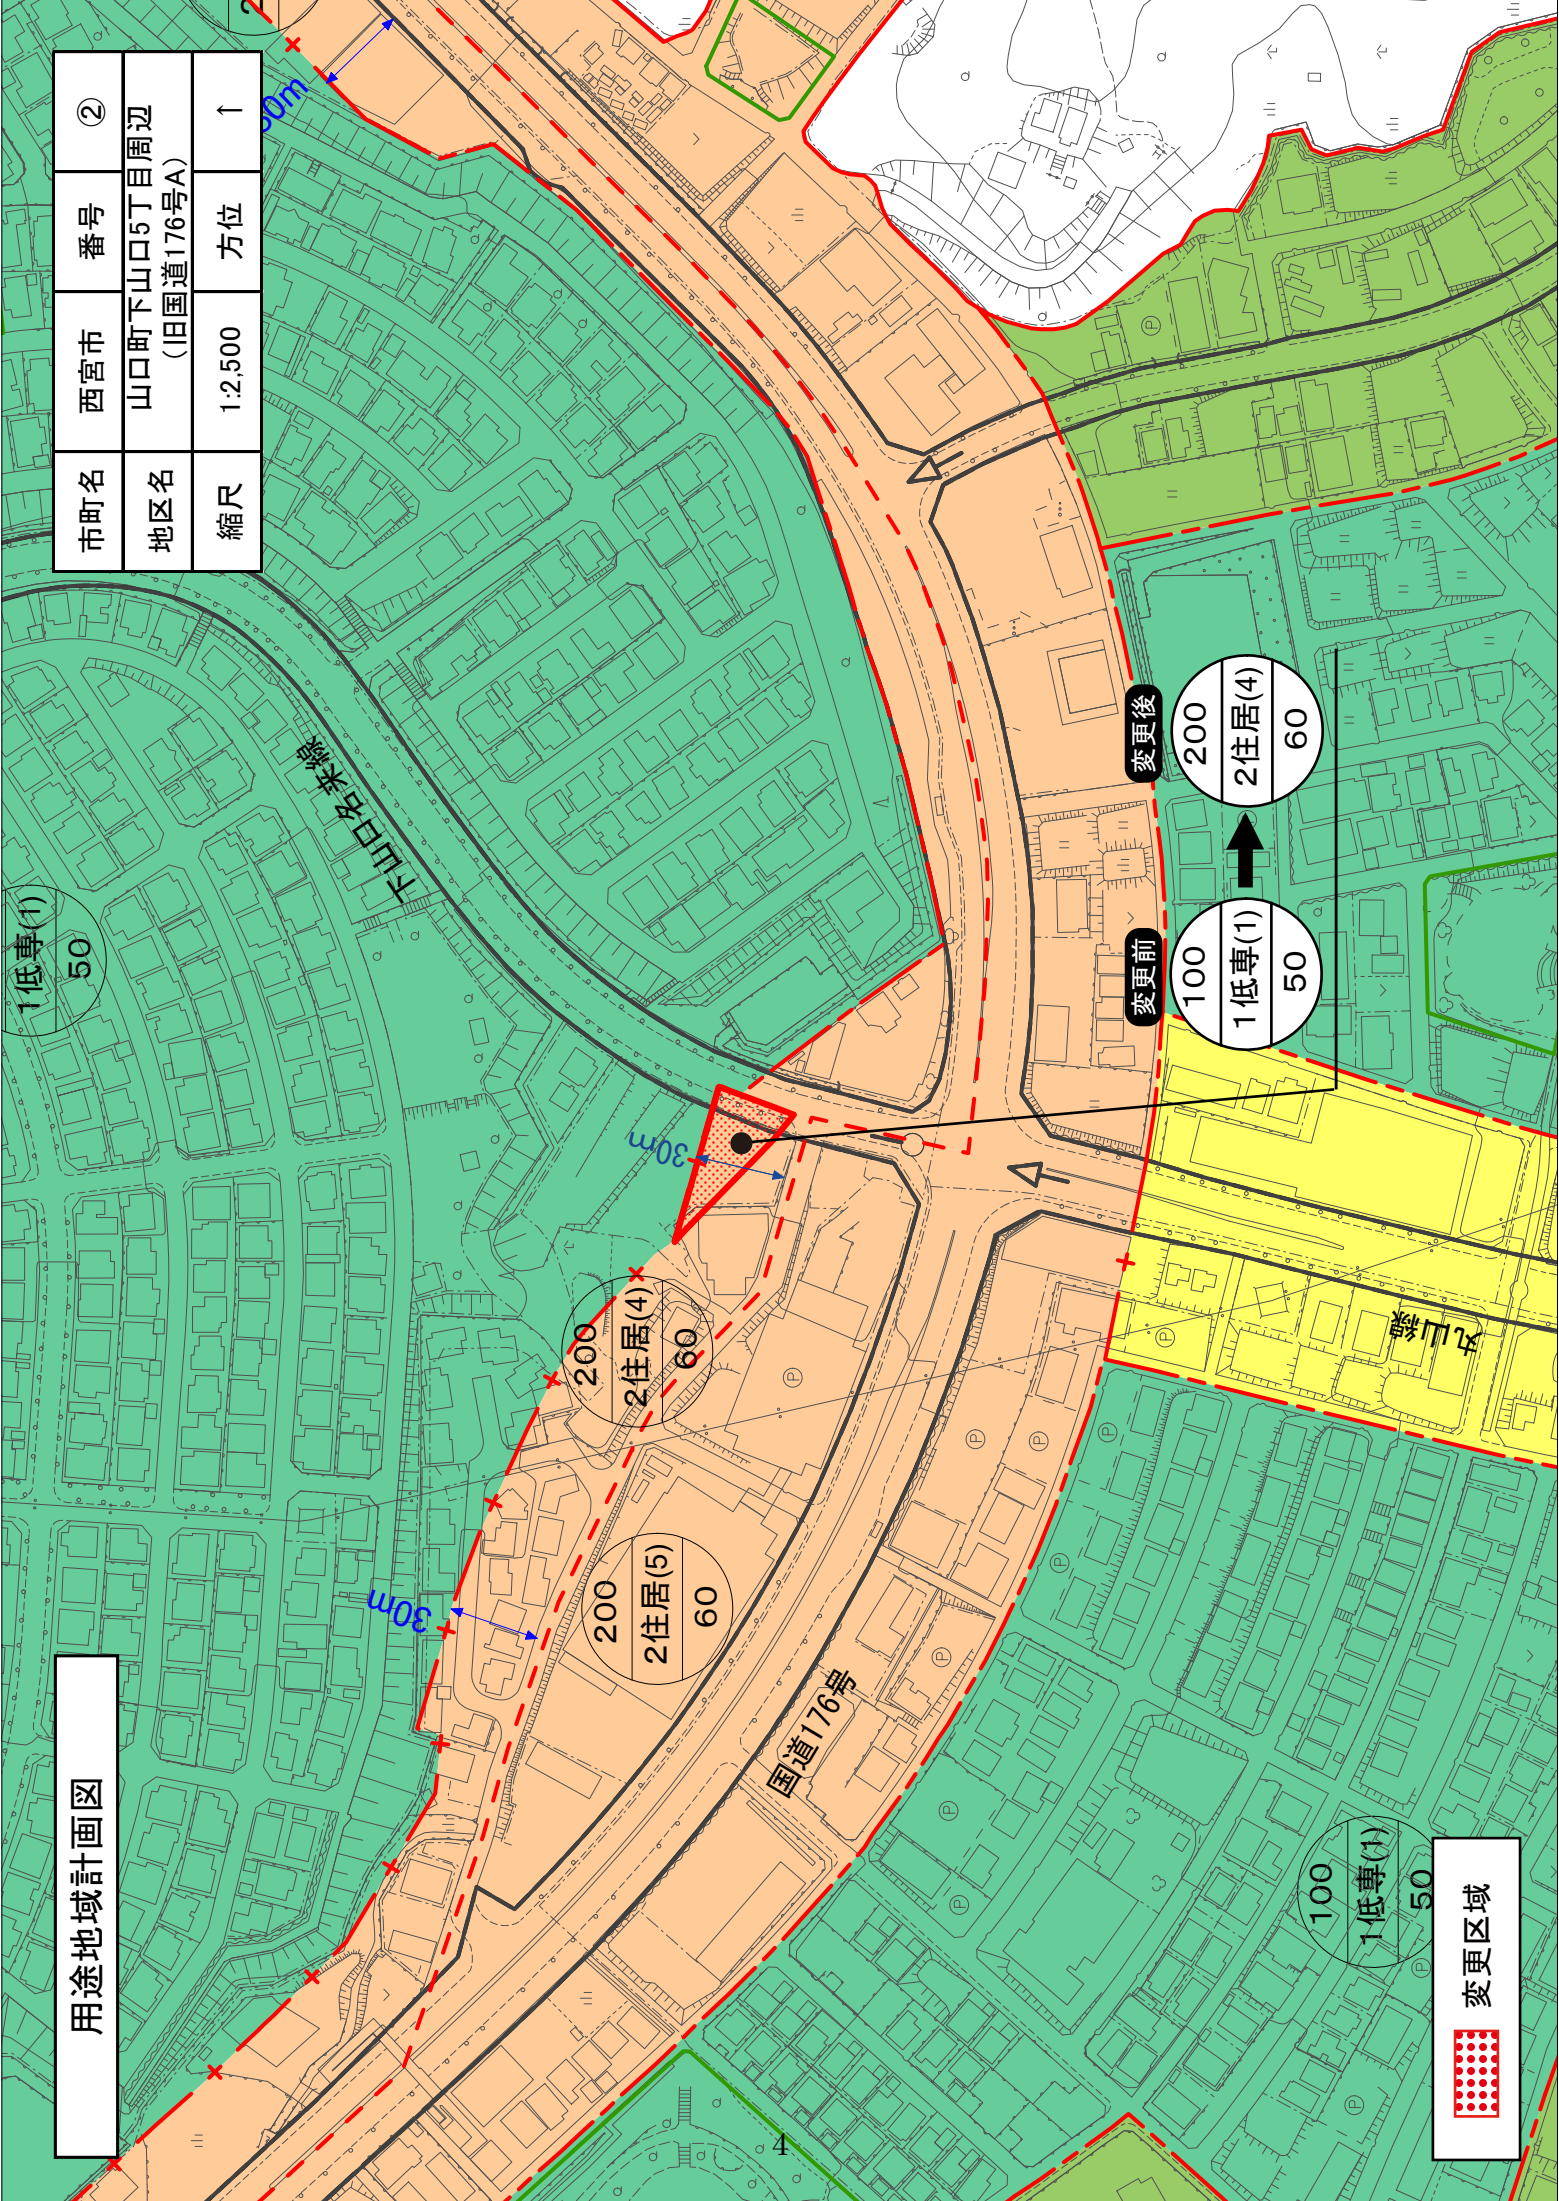 用途地域計画図
市町名 西宮市 番号 ②
地区名 山口町下山口5丁目周辺
(旧国道176号A)
縮尺 1:2,500 方位 ↑
1低専(1)
50
下山口名来線
30m
30m
200
2住居(4)
60
200
2住居(5)
60
国道176号
丸山線
変更前
100
1低専(1)
50
変更後
200
2住居(4)
60
100
1低専(1)
50
変更区域
4